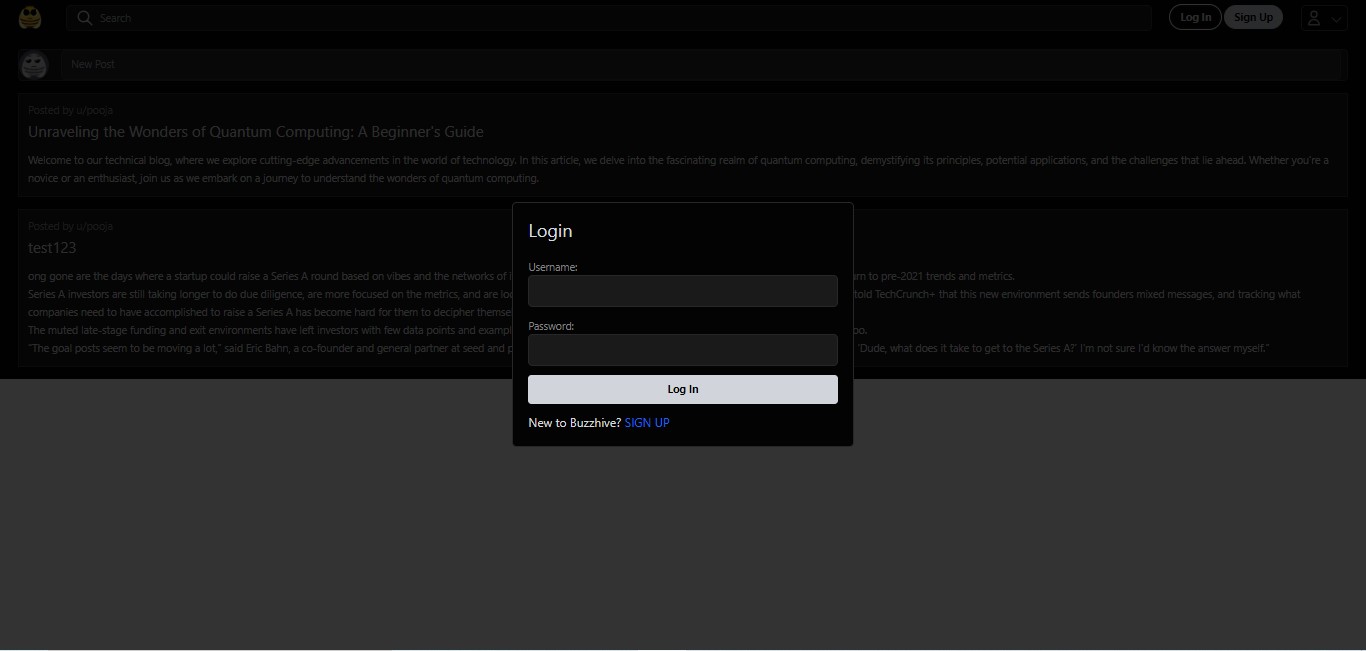 Search
Log In
Sign Up
New Post
Posted by u/pooja
Unraveling the Wonders of Quantum Computing: A Beginner's Guide
Welcome to our technical blog, where we explore cutting-edge advancements in the world of technology. In this article, we delve into the fascinating realm of quantum computing, demystifying its principles, potential applications, and the challenges that lie ahead. Whether you're a
novice or an enthusiast, join us as we embark on a journey to understand the wonders of quantum computing.
Posted by u/pooja
test123
ong gone are the days where a startup could raise a Series A round based on vibes and the networks of
to pre-2021 trends and metrics.
Series A investors are still taking longer to do due diligence, are more focused on the metrics, and are
told TechCrunch+ that this new environment sends founders mixed messages, and tracking what
companies need to have accomplished to raise a Series A has become hard for them to decipher
The muted late-stage funding and exit environments have left investors with few data points and
"The goal posts seem to be moving a lot," said Eric Bahn, a co-founder and general partner at seed and
'Dude, what does it take to get to the Series A?' I'm not sure I'd know the answer myself."
Login
Username:
Password:
Log In
New to Buzzhive? SIGN UP